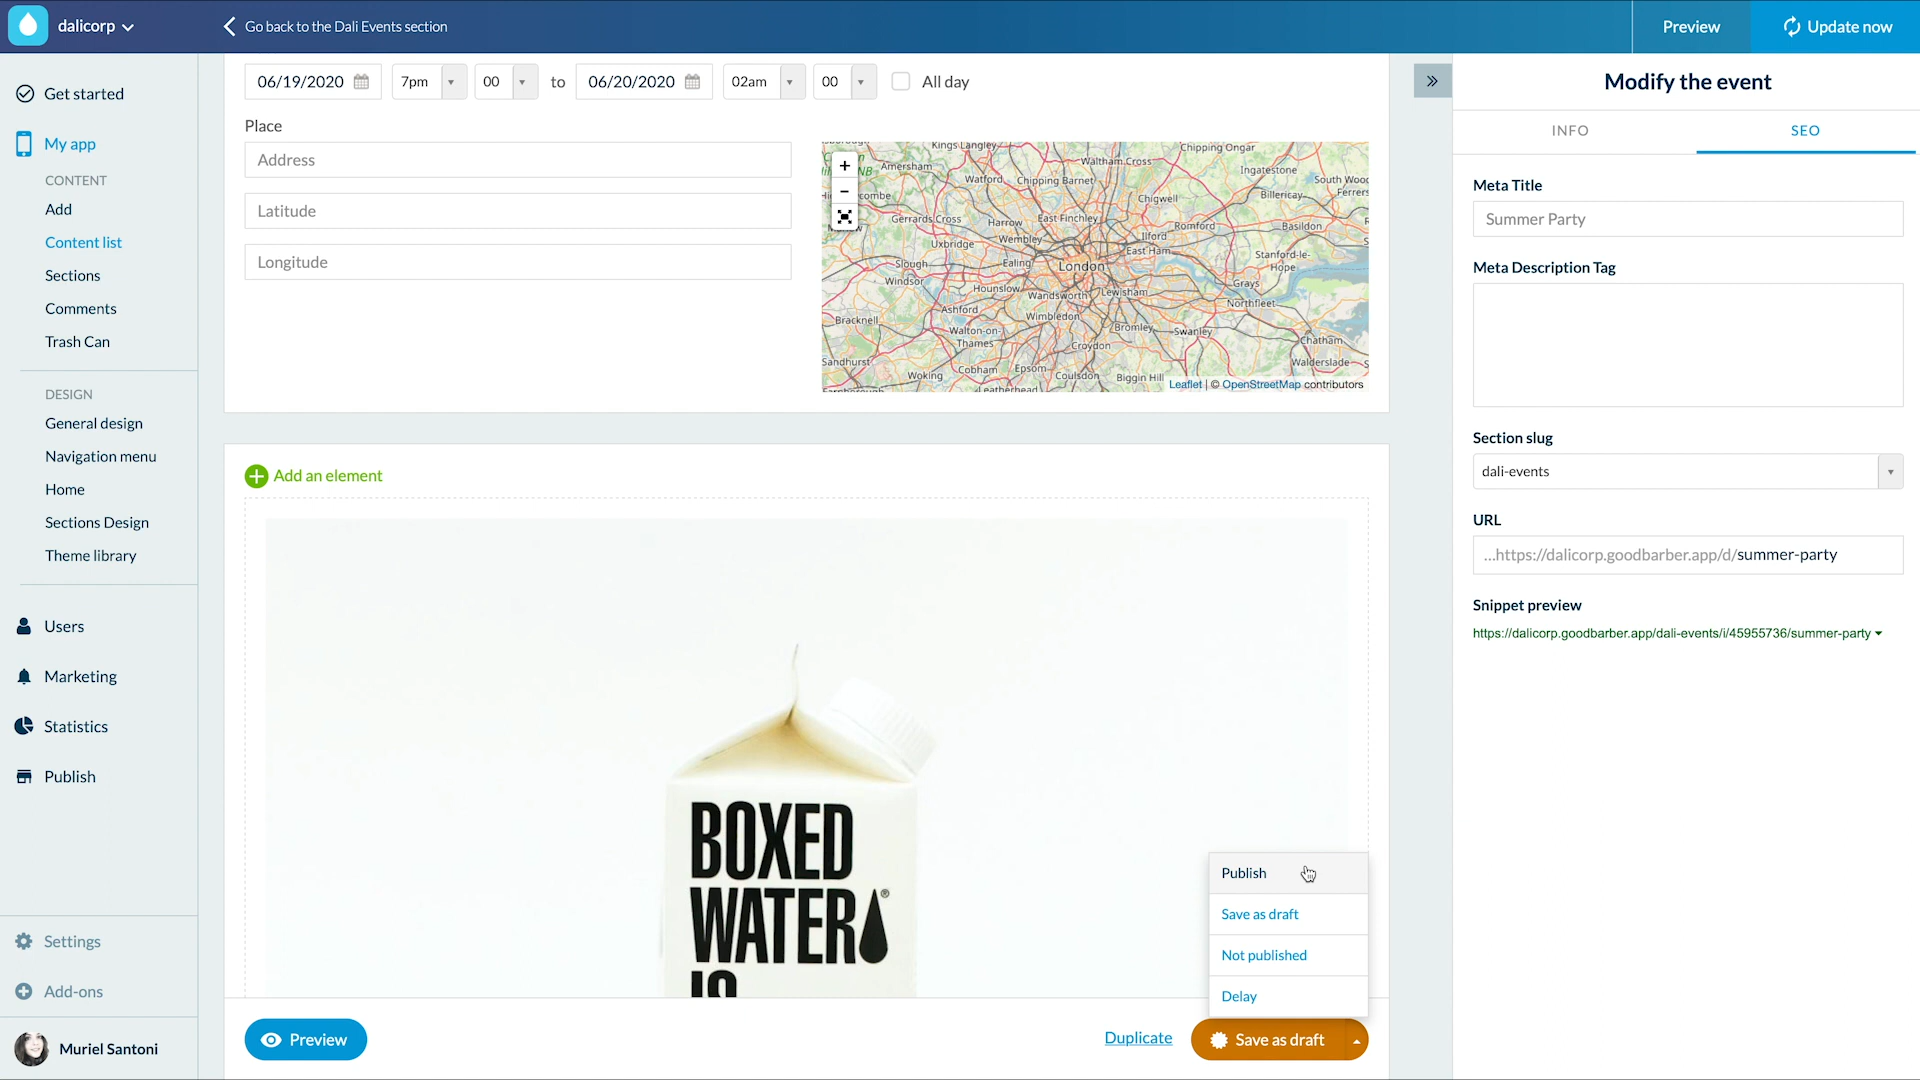 dalicorp
Go back to the Dali Events section
Preview
Update now
Get started
My app
CONTENT
Add
Content list
Sections
Comments
Trash Can
DESIGN
General design
Navigation menu
Home
Sections Design
Theme library
Users
Marketing
Statistics
Publish
Settings
Add-ons
Muriel Santoni
06/19/2020 7pm 00 to 06/20/2020 02am 00 All day
Place
Address
Latitude
Longitude
+
-
Kings Langley
Chipping Ongar
Amersham
Waltham Cross
Ingatestone
Watford
Chipping Barnet
South Wood
Ferrers
Billericay
Chigwell
Gerrards Cross
Harrow
East Finchley
Romford
Basildon
Wembley
Ilford
Uxbridge
East Ham
Stanford-le-
Hope
Slough
Ealing
London
Windsor
Hounslow
Wandsworth
Lewisham
Grays
Northfleet
Ashford
Wimbledon
Bracknell
Walton-on-
Thames
Bromley
Swanley
Croydon
Chatham
Sandhurst
Cobham
Epsom
Walderslade
Woking
Coulsdon
Biggin Hill
Leatherhead
Leaflet | © OpenStreetMap contributors
Add an element
BOXED
WATER®
IS
Publish
Save as draft
Not published
Delay
Preview
Duplicate
Save as draft
»
Modify the event
INFO
SEO
Meta Title
Summer Party
Meta Description Tag
Section slug
dali-events
URL
...https://dalicorp.goodbarber.app/d/summer-party
Snippet preview
https://dalicorp.goodbarber.app/dali-events/i/45955736/summer-party